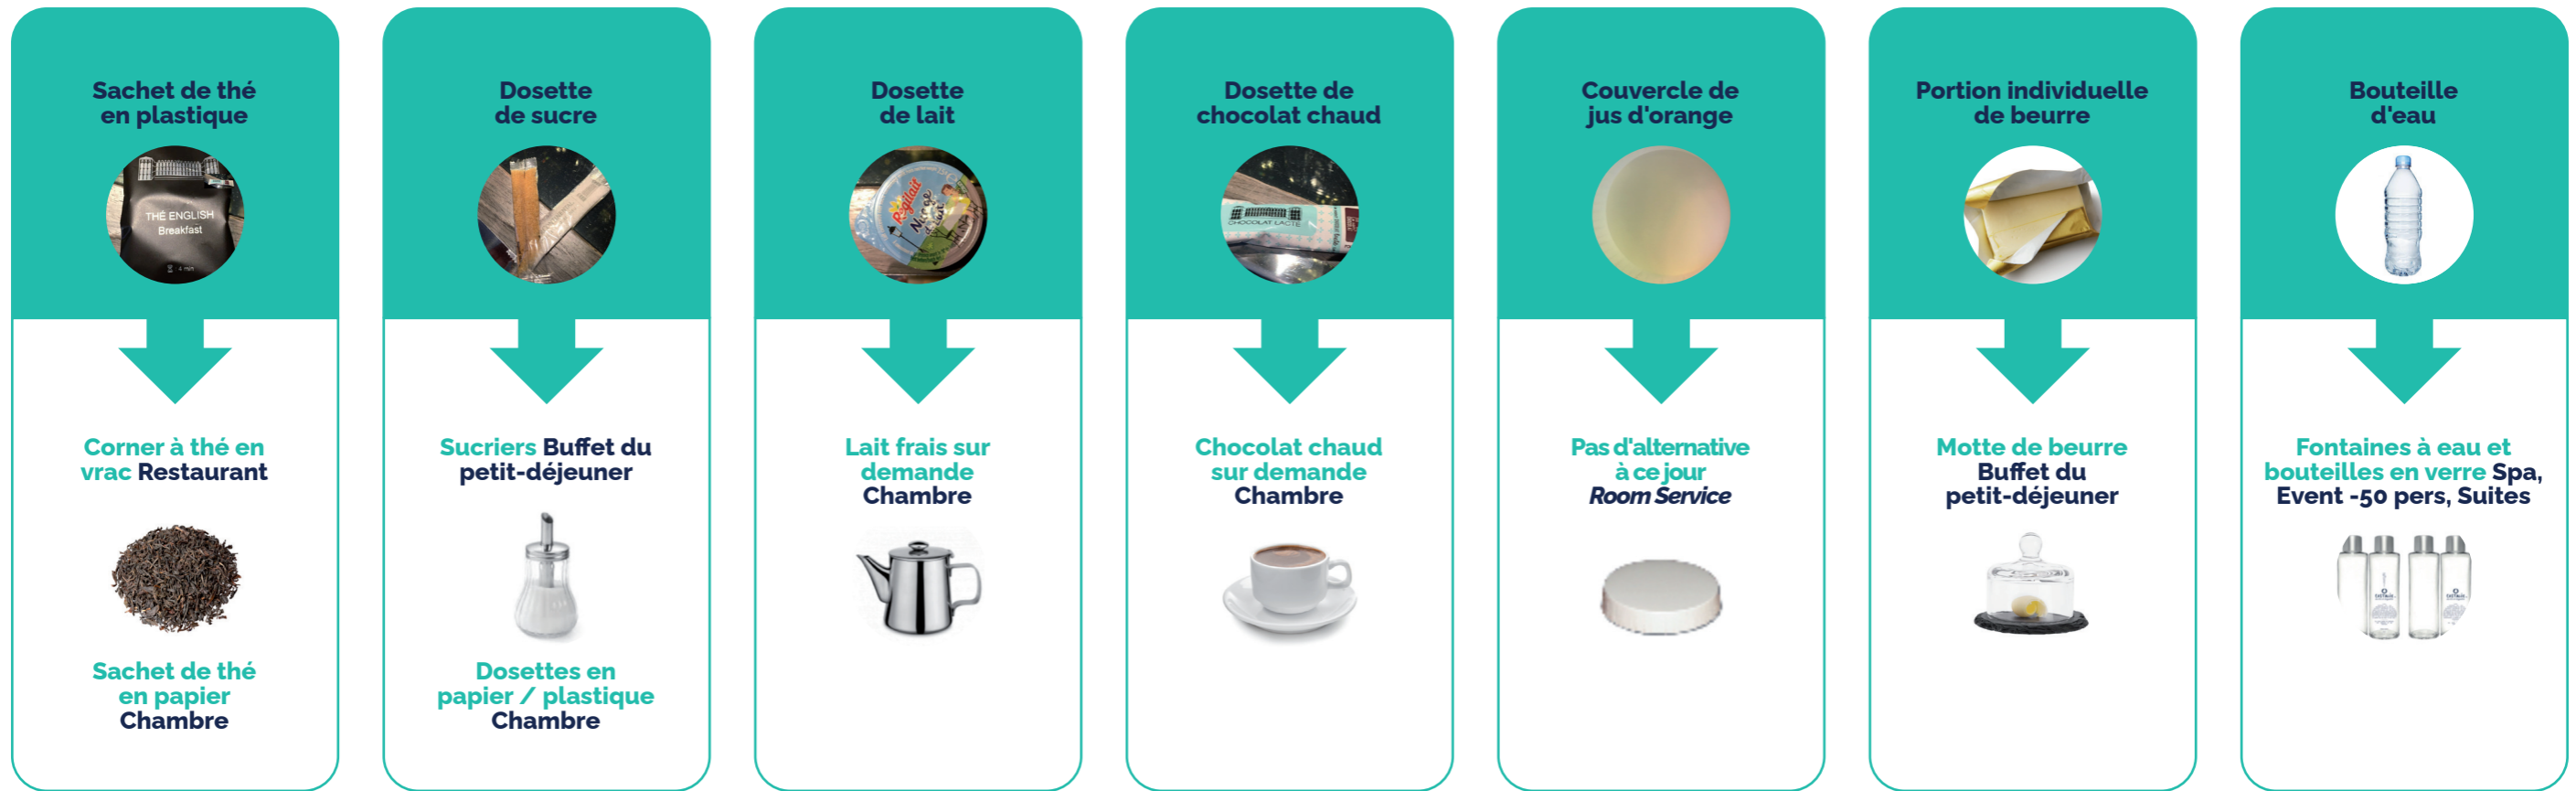 Sachet de thé
en plastique
THÉ ENGLISH
Breakfast
4 min
Corner à thé en
vrac Restaurant
Sachet de thé
en papier
Chambre
Dosette
de sucre
Sucriers Buffet du
petit-déjeuner
Dosettes en
papier / plastique
Chambre
Dosette
de lait
Régilait
Lait frais sur
demande
Chambre
Dosette de
chocolat chaud
CHOCOLAT LACTÉ
Chocolat chaud
sur demande
Chambre
Couvercle de
jus d'orange
Pas d'alternative
à ce jour
Room Service
Portion individuelle
de beurre
Motte de beurre
Buffet du
petit-déjeuner
Bouteille
d'eau
Fontaines à eau et
bouteilles en verre Spa,
Event -50 pers, Suites